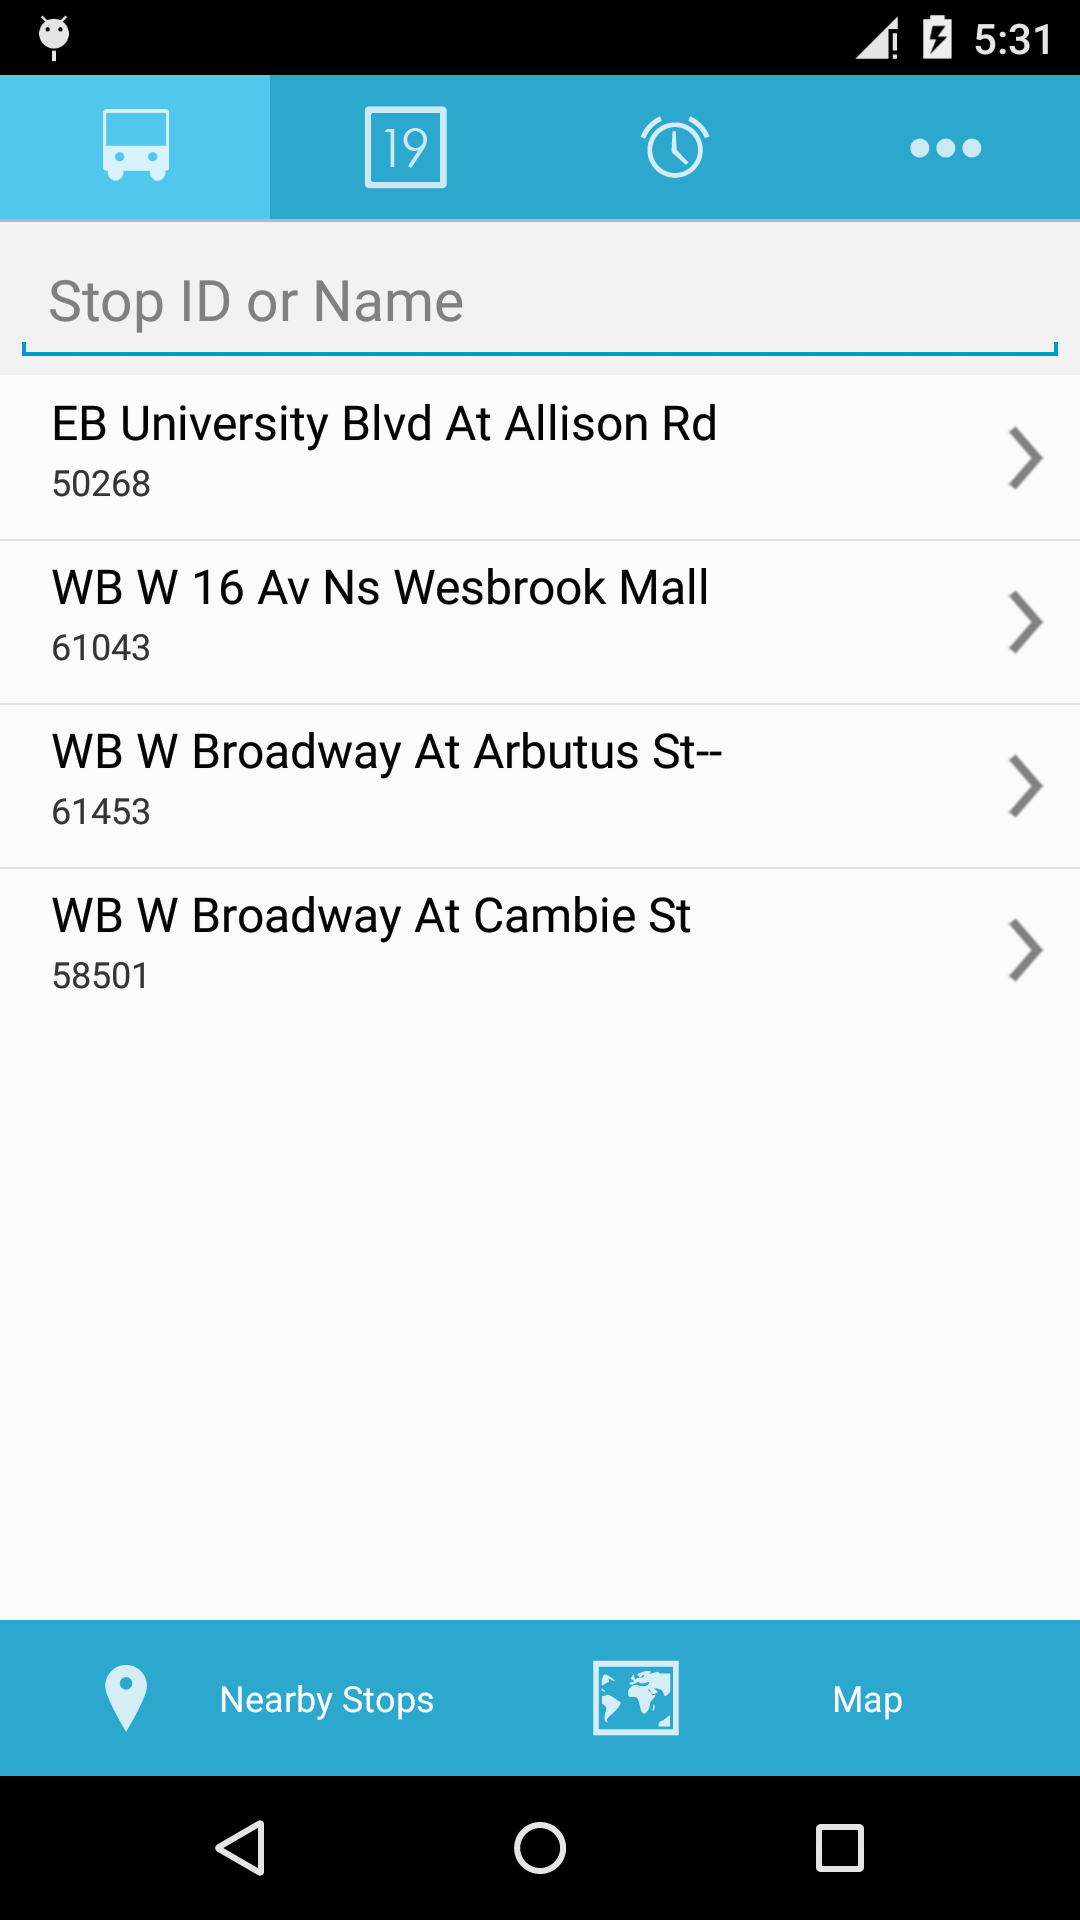 5:31
19
Stop ID or Name
EB University Blvd At Allison Rd
50268
WB W 16 Av Ns Wesbrook Mall
61043
WB W Broadway At Arbutus St--
61453
WB W Broadway At Cambie St
58501
Nearby Stops
Map